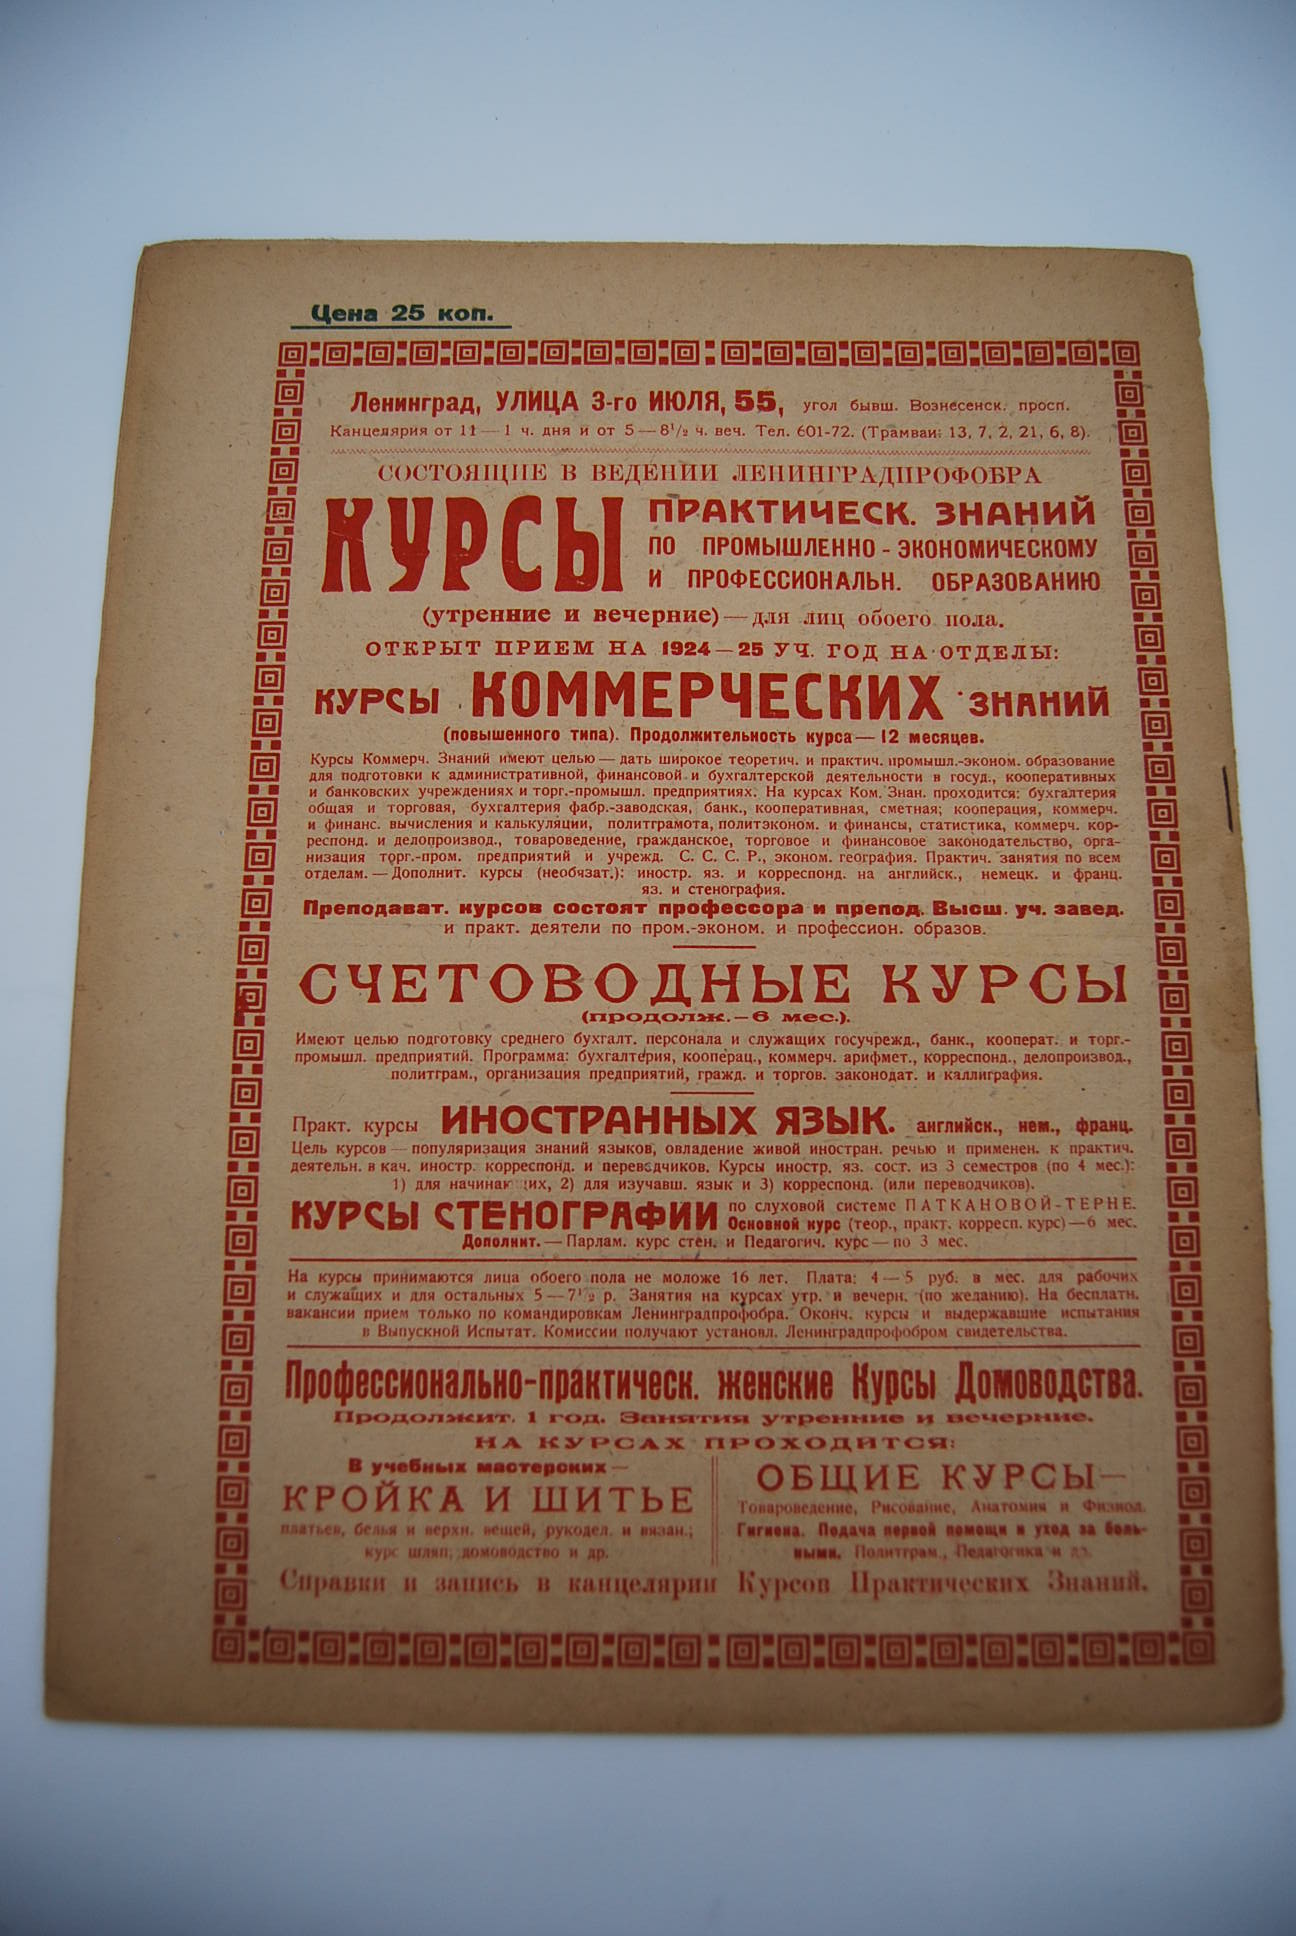 Цена 25 коп.
Ленинград, УЛИЦА 3-го ИЮЛЯ, 55, угол бывш. Вознесенск. просп.
Канцелярия от 11 — 1 ч. дня и от 5 — 8½ ч. веч. Тел. 601-72. (Трамваи: 13, 7, 2, 21, 6, 8).
СОСТОЯЩИЕ В ВЕДЕНИИ ЛЕНИНГРАДПРОФОБРА
КУРСЫ
ПРАКТИЧЕСК. ЗНАНИЙ
ПО ПРОМЫШЛЕННО-ЭКОНОМИЧЕСКОМУ
И ПРОФЕССИОНАЛЬН. ОБРАЗОВАНИЮ
(утренние и вечерние) — для лиц обоего пола.
ОТКРЫТ ПРИЕМ НА 1924—25 УЧ. ГОД НА ОТДЕЛЫ:
КУРСЫ КОММЕРЧЕСКИХ ЗНАНИЙ
(повышенного типа). Продолжительность курса — 12 месяцев.
Курсы Коммерч. Знаний имеют целью — дать широкое теоретич. и практич. промышл.-эконом. образование
для подготовки к административной, финансовой и бухгалтерской деятельности в госуд., кооперативных
и банковских учреждениях и торг.-промышл. предприятиях. На курсах Ком. Знан. проходится: бухгалтерия
общая и торговая, бухгалтерия фабр.-заводская, банк., кооперативная, сметная; кооперация, коммерч.
и финанс. вычисления и калькуляции, политграмота, политэконом. и финансы, статистика, коммерч. кор-
респонд. и делопроизвод., товароведение, гражданское, торговое и финансовое законодательство, орга-
низация торг.-пром. предприятий и учрежд. С. С. С. Р., эконом. география. Практич. занятия по всем
отделам. — Дополнит. курсы (необязат.): иностр. яз. и корреспонд. на английск., немецк. и франц.
яз. и стенография.
Преподават. курсов состоят профессора и препод. Высш. уч. завед.
и практ. деятели по пром.-эконом. и профессион. образов.
СЧЕТОВОДНЫЕ КУРСЫ
(продолж.—6 мес.).
Имеют целью подготовку среднего бухгалт. персонала и служащих госучрежд., банк., кооперат. и торг.-
промышл. предприятий. Программа: бухгалтерия, кооперац., коммерч. арифмет., корреспонд., делопроизвод.,
политграм., организация предприятий, гражд. и торгов. законодат. и каллиграфия.
Практ. курсы ИНОСТРАННЫХ ЯЗЫК. английск., нем., франц.
Цель курсов — популяризация знаний языков, овладение живой иностран. речью и применен. к практич.
деятельн. в кач. иностр. корреспонд. и переводчиков. Курсы иностр. яз. сост. из 3 семестров (по 4 мес.):
1) для начинающих, 2) для изучавш. язык и 3) корреспонд. (или переводчиков).
КУРСЫ СТЕНОГРАФИИ по слуховой системе ПАТКАНОВОЙ-ТЕРНЕ.
Основной курс (теор., практ. корресп. курс) — 6 мес.
Дополнит. — Парлам. курс стен. и Педагогич. курс — по 3 мес.
На курсы принимаются лица обоего пола не моложе 16 лет. Плата: 4 — 5 руб. в мес. для рабочих
и служащих и для остальных 5 — 7½ р. Занятия на курсах утр. и вечерн. (по желанию). На бесплатн.
вакансии прием только по командировкам Ленинградпрофобра. Оконч. курсы и выдержавшие испытания
в Выпускной Испытат. Комиссии получают установл. Ленинградпрофобром свидетельства.
Профессионально-практическ. женские Курсы Домоводства.
Продолжит. 1 год. Занятия утренние и вечерние.
НА КУРСАХ ПРОХОДИТСЯ:
В учебных мастерских —
КРОЙКА И ШИТЬЕ
платьев, белья и верхн. вещей, рукодел. и вязан.;
курс шляп, домоводство и др.
ОБЩИЕ КУРСЫ —
Товароведение, Рисование, Анатомия и Физиол.
Гигиена. Подача первой помощи и уход за боль-
ными. Политграм., Педагогика и др.
Справки и запись в канцелярии Курсов Практических Знаний.